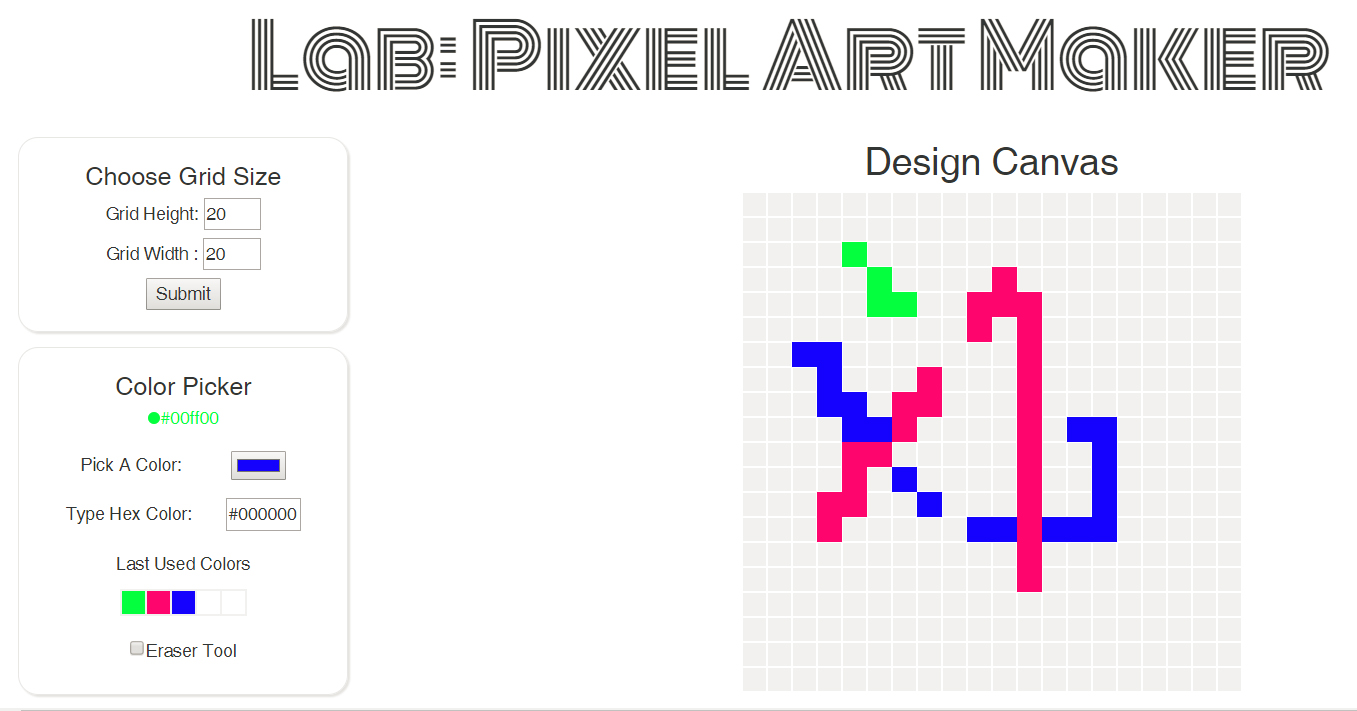 Lab: Pixel Art Maker
Choose Grid Size
Grid Height: 20
Grid Width : 20
Submit
Color Picker
#00ff00
Pick A Color:
Type Hex Color: #000000
Last Used Colors
Eraser Tool
Design Canvas